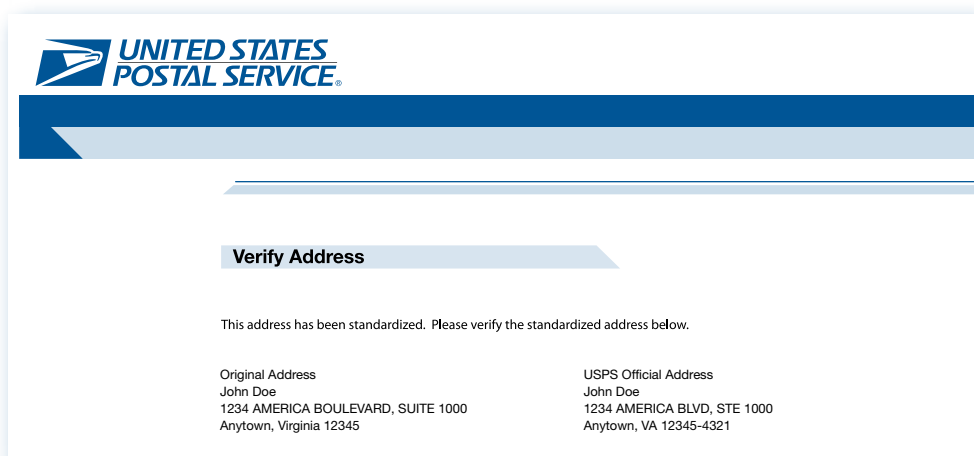 UNITED STATES
POSTAL SERVICE®
Verify Address
This address has been standardized. Please verify the standardized address below.
Original Address
John Doe
1234 AMERICA BOULEVARD, SUITE 1000
Anytown, Virginia 12345
USPS Official Address
John Doe
1234 AMERICA BLVD, STE 1000
Anytown, VA 12345-4321